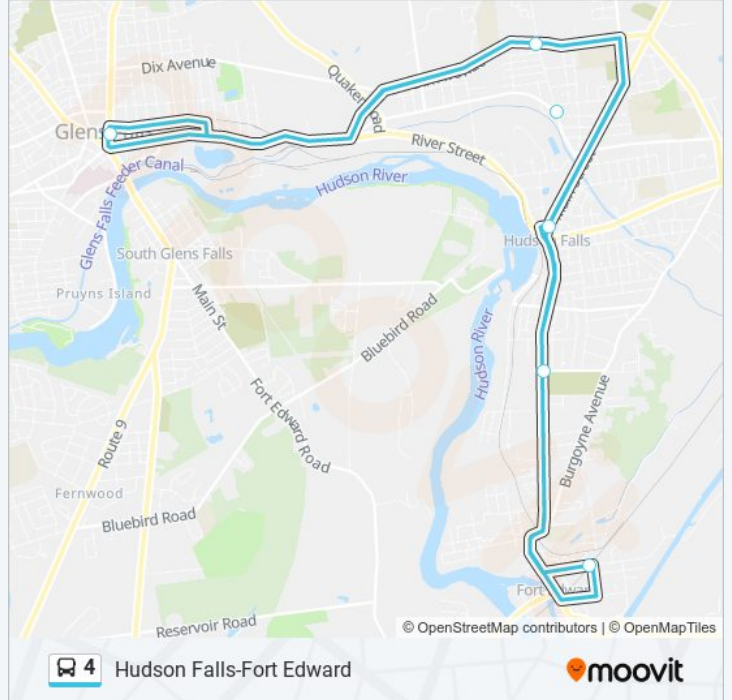 Dix Avenue
Quaker Road
Glens
River Street
Glens Falls Feeder Canal
Hudson River
South Glens Falls
Hudson Falls
Pruyns Island
Main St
Bluebird Road
Hudson River
Fort Edward Road
Burgoyne Avenue
Route 9
Fernwood
Bluebird Road
Fort Edward
Reservoir Road
© OpenStreetMap contributors | © OpenMapTiles
4 Hudson Falls-Fort Edward
moovit